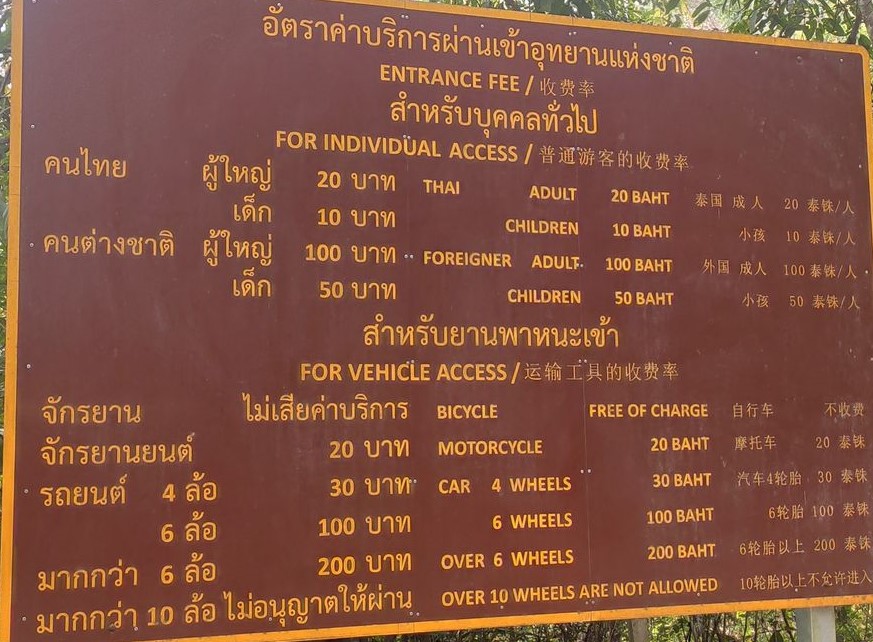 อัตราค่าบริการผ่านเข้าอุทยานแห่งชาติ
ENTRANCE FEE / 收费率
สำหรับบุคคลทั่วไป
FOR INDIVIDUAL ACCESS / 普通游客的收费率
คนไทย ผู้ใหญ่ 20 บาท THAI ADULT 20 BAHT 泰国 成 人 20 泰铢/人
เด็ก 10 บาท CHILDREN 10 BAHT 小孩 10 泰铢/人
คนต่างชาติ ผู้ใหญ่ 100 บาท FOREIGNER ADULT 100 BAHT 外国 成人 100 泰铢/人
เด็ก 50 บาท CHILDREN 50 BAHT 小孩 50 泰铢/人
สำหรับยานพาหนะเข้า
FOR VEHICLE ACCESS / 运输工具的收费率
จักรยาน ไม่เสียค่าบริการ BICYCLE FREE OF CHARGE 自行车 不收费
จักรยานยนต์ 20 บาท MOTORCYCLE 20 BAHT 摩托车 20 泰铢
รถยนต์ 4 ล้อ 30 บาท CAR 4 WHEELS 30 BAHT 汽车4轮胎 30 泰铢
6 ล้อ 100 บาท 6 WHEELS 100 BAHT 6轮胎 100 泰铢
มากกว่า 6 ล้อ 200 บาท OVER 6 WHEELS 200 BAHT 6轮胎以上 200 泰铢
มากกว่า 10 ล้อ ไม่อนุญาตให้ผ่าน OVER 10 WHEELS ARE NOT ALLOWED 10轮胎以上不允许进入